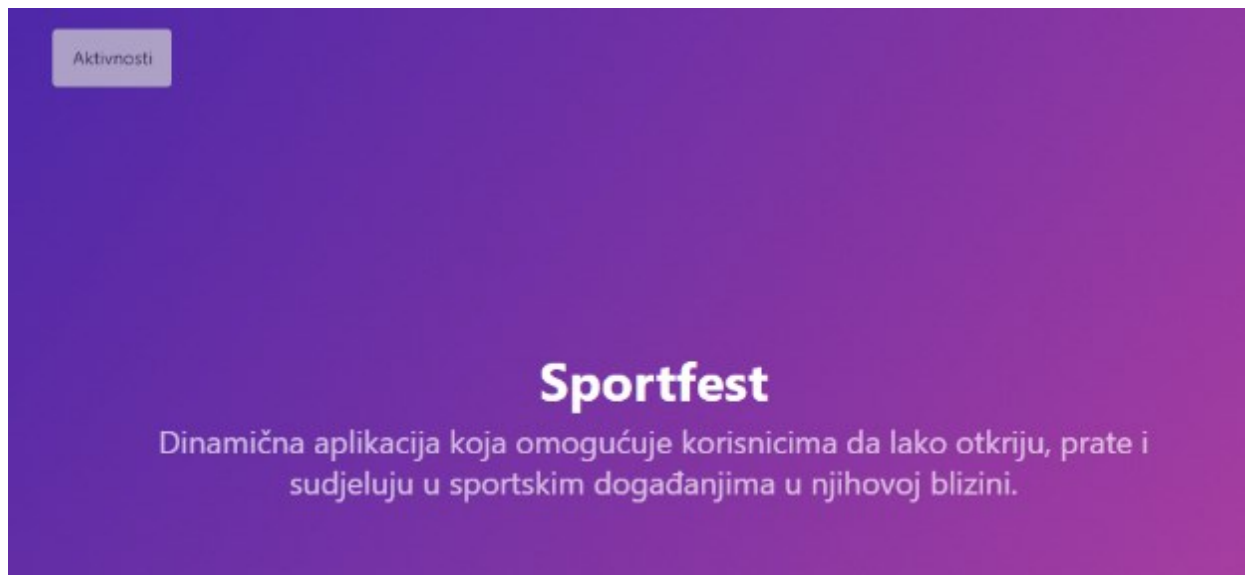 Aktivnosti
Sportfest
Dinamična aplikacija koja omogućuje korisnicima da lako otkriju, prate i
sudjeluju u sportskim događanjima u njihovoj blizini.